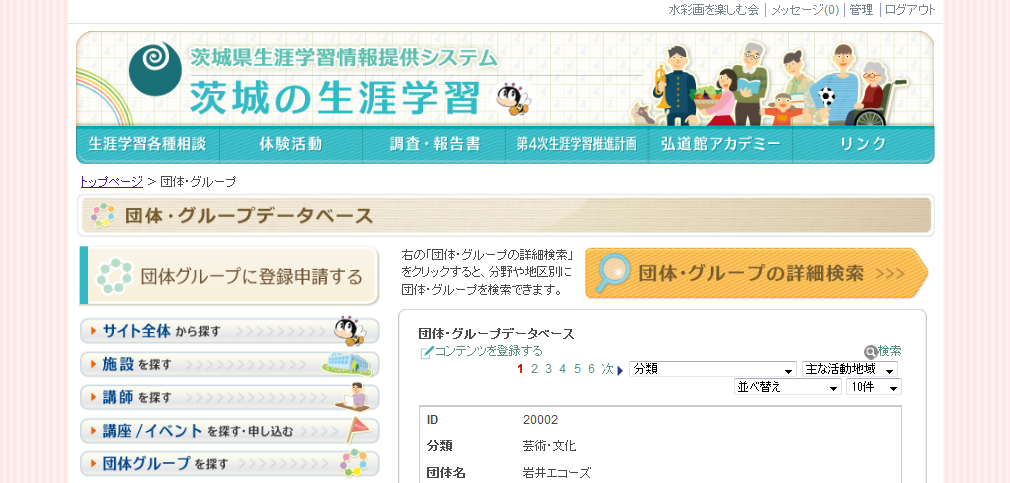 水彩画を楽しむ会 | メッセージ(0) | 管理 | ログアウト
茨城県生涯学習情報提供システム
茨城の生涯学習
生涯学習各種相談 体験活動 調査・報告書 第4次生涯学習推進計画 弘道館アカデミー リンク
トップページ > 団体・グループ
団体・グループデータベース
団体グループに登録申請する
右の「団体・グループの詳細検索」
をクリックすると、分野や地区別に
団体・グループを検索できます。
団体・グループの詳細検索 >>>
サイト全体 から探す
施設 を探す
講師 を探す
講座/イベント を探す・申し込む
団体グループ を探す
団体・グループデータベース
コンテンツを登録する
検索
1 2 3 4 5 6 次 分類 主な活動地域
並べ替え 10件
ID 20002
分類 芸術・文化
団体名 岩井エコーズ